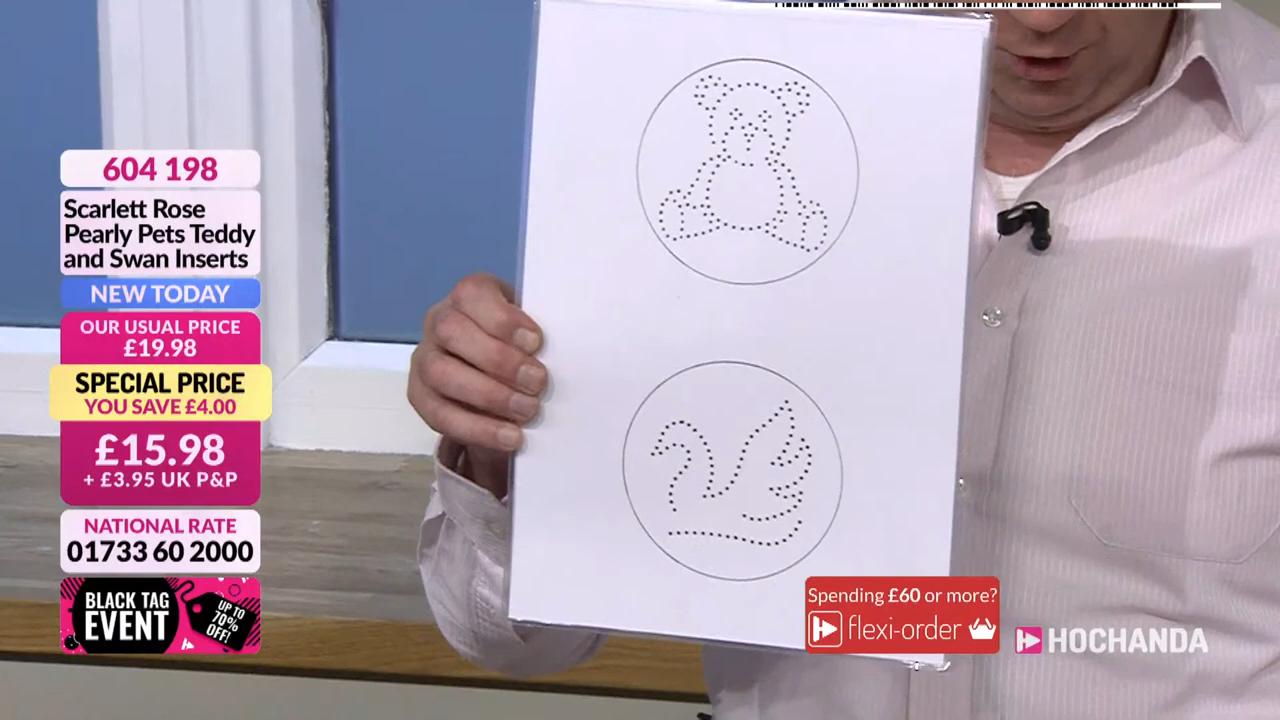 604 198
Scarlett Rose
Pearly Pets Teddy
and Swan Inserts
NEW TODAY
OUR USUAL PRICE
£19.98
SPECIAL PRICE
YOU SAVE £4.00
£15.98
+ £3.95 UK P&P
NATIONAL RATE
01733 60 2000
BLACK TAG
EVENT
UP TO
70%
OFF!
Spending £60 or more?
flexi-order
HOCHANDA